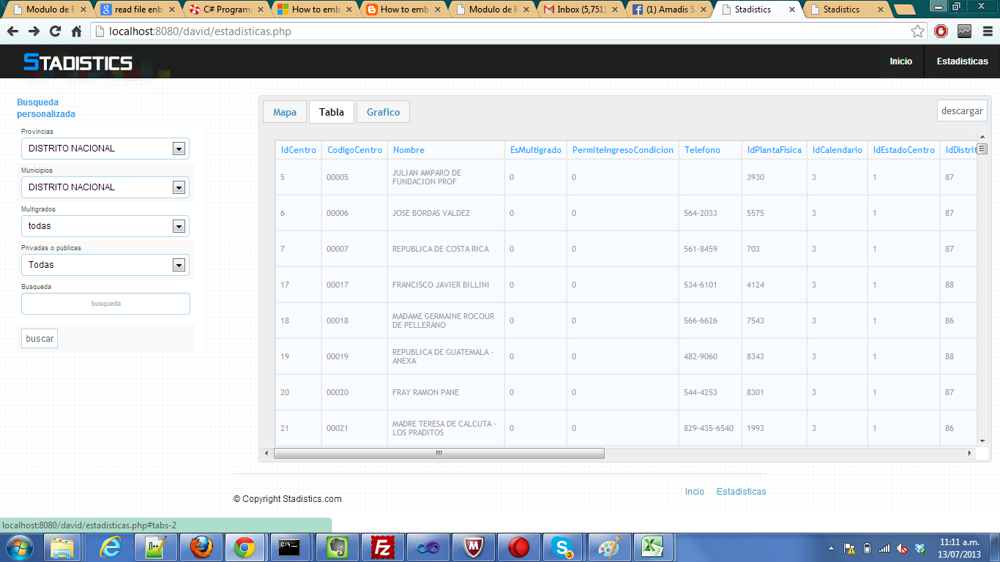 Modulo de R
read file enb
C# Programm
How to emb
How to emb
Modulo de R
Inbox (5,751)
(1) Amadis S
Stadistics
Stadistics
localhost:8080/david/estadisticas.php
STADISTICS
Inicio
Estadisticas
Busqueda
personalizada
Provincias
DISTRITO NACIONAL
Municipios
DISTRITO NACIONAL
Multigrados
todas
Privadas o publicas
Todas
Busqueda
busqueda
buscar
Mapa
Tabla
Grafico
descargar
IdCentro CodigoCentro Nombre EsMultigrado PermiteIngresoCondicion Telefono IdPlantaFisica IdCalendario IdEstadoCentro IdDistrit
5 00005 JULIAN AMPARO DE FUNDACION PROF 0 0 3930 3 1 87
6 00006 JOSE BORDAS VALDEZ 0 0 564-2033 5575 3 1 87
7 00007 REPUBLICA DE COSTA RICA 0 0 561-8459 703 3 1 87
17 00017 FRANCISCO JAVIER BILLINI 0 0 534-6101 4124 3 1 88
18 00018 MADAME GERMAINE ROCOUR DE PELLERANO 0 0 566-6626 7543 3 1 86
19 00019 REPUBLICA DE GUATEMALA - ANEXA 0 0 482-9060 8343 3 1 88
20 00020 FRAY RAMON PANE 0 0 544-4253 8301 3 1 87
21 00021 MADRE TERESA DE CALCUTA - LOS PRADITOS 0 0 829-435-6540 1993 3 1 86
© Copyright Stadistics.com
Incio
Estadisticas
localhost:8080/david/estadisticas.php#tabs-2
11:11 a.m.
13/07/2013